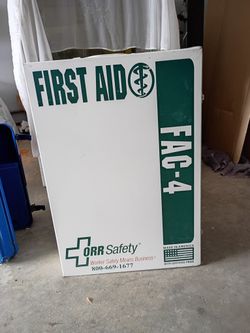 FIRST AID
FAC-4
ORR Safety
Worker Safety Means Business
800-669-1677
MADE IN AMERICA